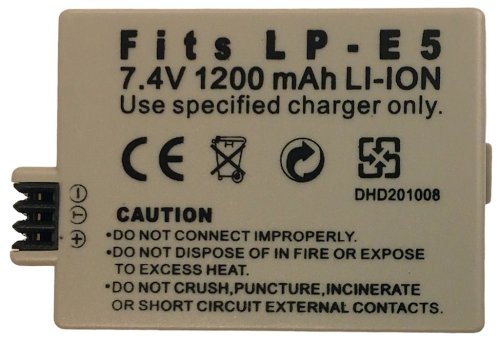 Fits LP-E5
7.4V 1200 mAh LI-ION
Use specified charger only.
CE
DHD201008
−
T
+
CAUTION
•DO NOT CONNECT IMPROPERLY.
•DO NOT DISPOSE OF IN FIRE OR EXPOSE
TO EXCESS HEAT.
•DO NOT CRUSH,PUNCTURE, INCINERATE
OR SHORT CIRCUIT EXTERNAL CONTACTS.